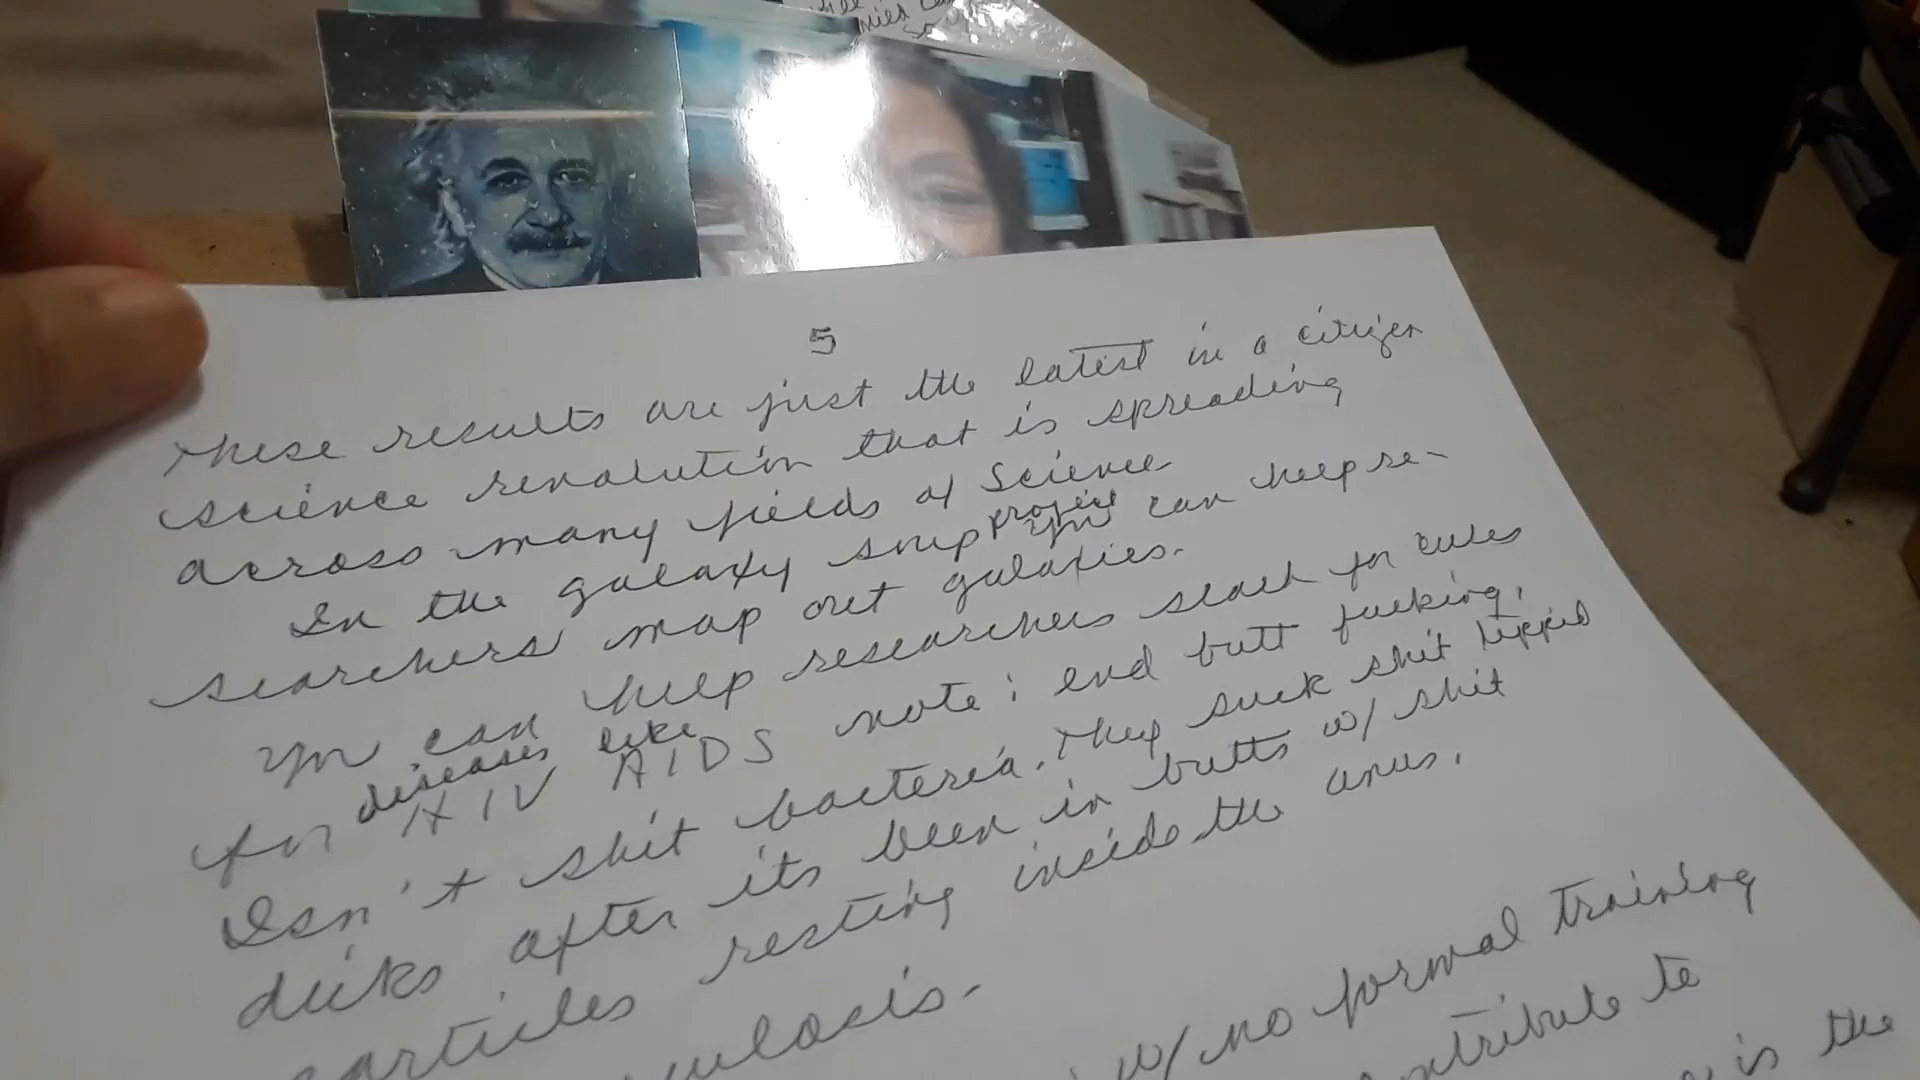 5
These results are just the latest in a citizen
science revolution that is spreading
across many fields of Science
In the galaxy project you can help re-
searchers map out galaxies.
You can help researchers seach for cures
for diseases like
HIV AIDS note: end butt fucking.
Isn't shit bacteria. They suck shit tipped
dicks after its been in butts w/ shit
particles resting inside the anus.
w/ no formal training
contribute to
is the